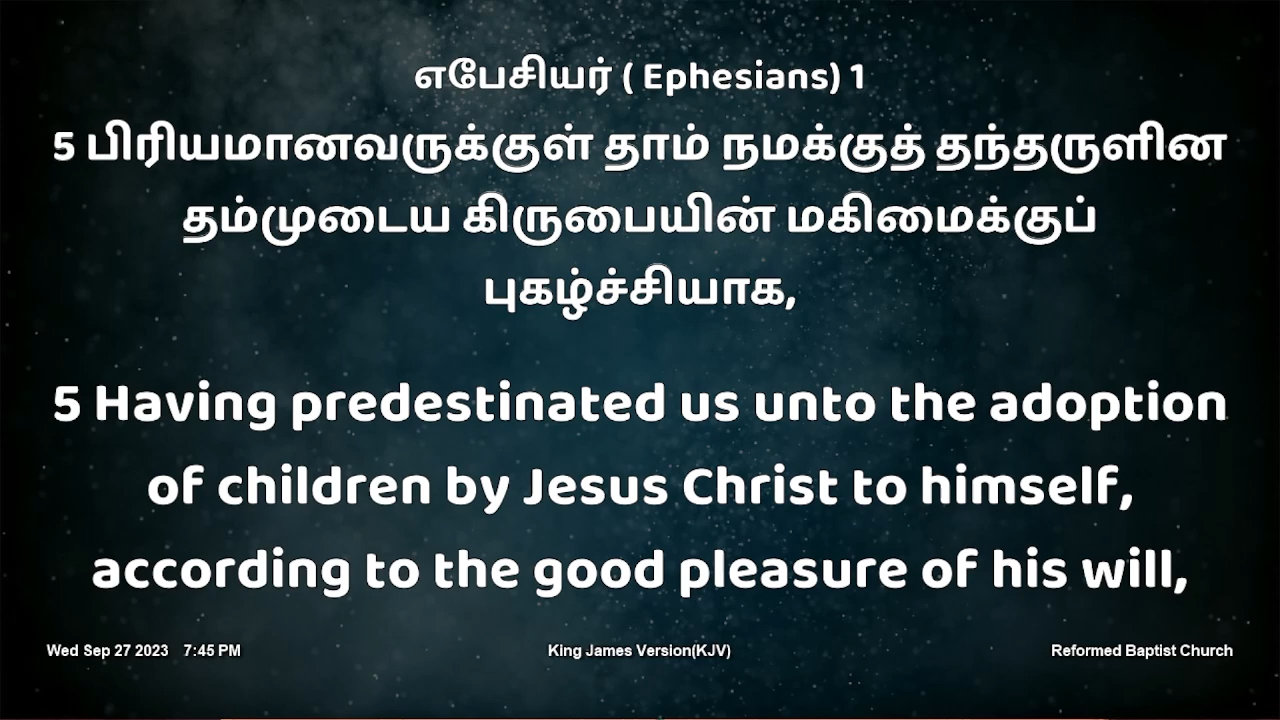 எபேசியர் ( Ephesians) 1
5 பிரியமானவருக்குள் தாம் நமக்குத் தந்தருளின
தம்முடைய கிருபையின் மகிமைக்குப்
புகழ்ச்சியாக,
5 Having predestinated us unto the adoption
of children by Jesus Christ to himself,
according to the good pleasure of his will,
Wed Sep 27 2023 7:45 PM King James Version(KJV) Reformed Baptist Church